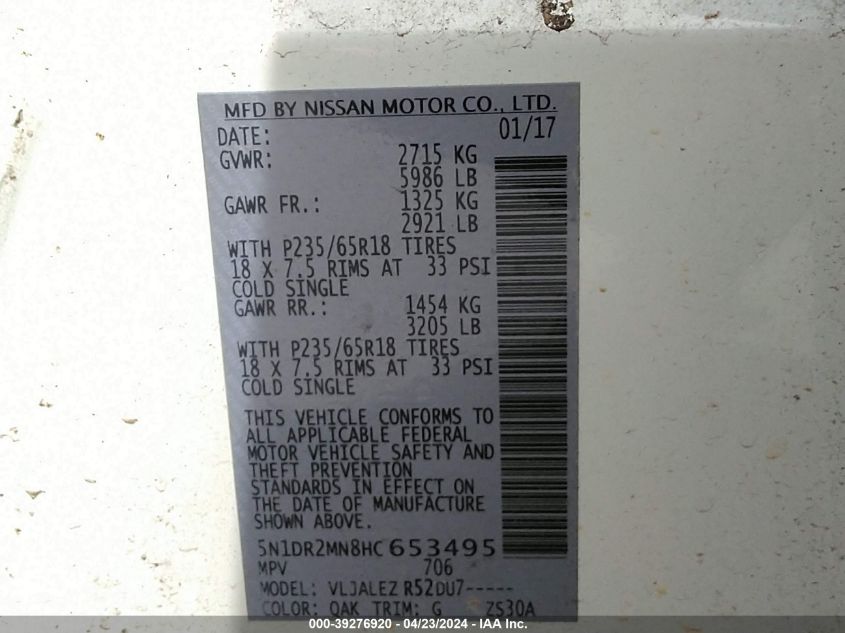 MFD BY NISSAN MOTOR CO., LTD.
DATE: 01/17
GVWR: 2715 KG
5986 LB
GAWR FR.: 1325 KG
2921 LB
WITH P235/65R18 TIRES
18 X 7.5 RIMS AT 33 PSI
COLD SINGLE
GAWR RR.: 1454 KG
3205 LB
WITH P235/65R18 TIRES
18 X 7.5 RIMS AT 33 PSI
COLD SINGLE
THIS VEHICLE CONFORMS TO
ALL APPLICABLE FEDERAL
MOTOR VEHICLE SAFETY AND
THEFT PREVENTION
STANDARDS IN EFFECT ON
THE DATE OF MANUFACTURE
SHOWN ABOVE.
5N1DR2MN8HC653495
MPV 706
MODEL: VLJALEZ R52DU7-----
COLOR: QAK TRIM: G ZS30A
000-39276920 - 04/23/2024 - IAA Inc.